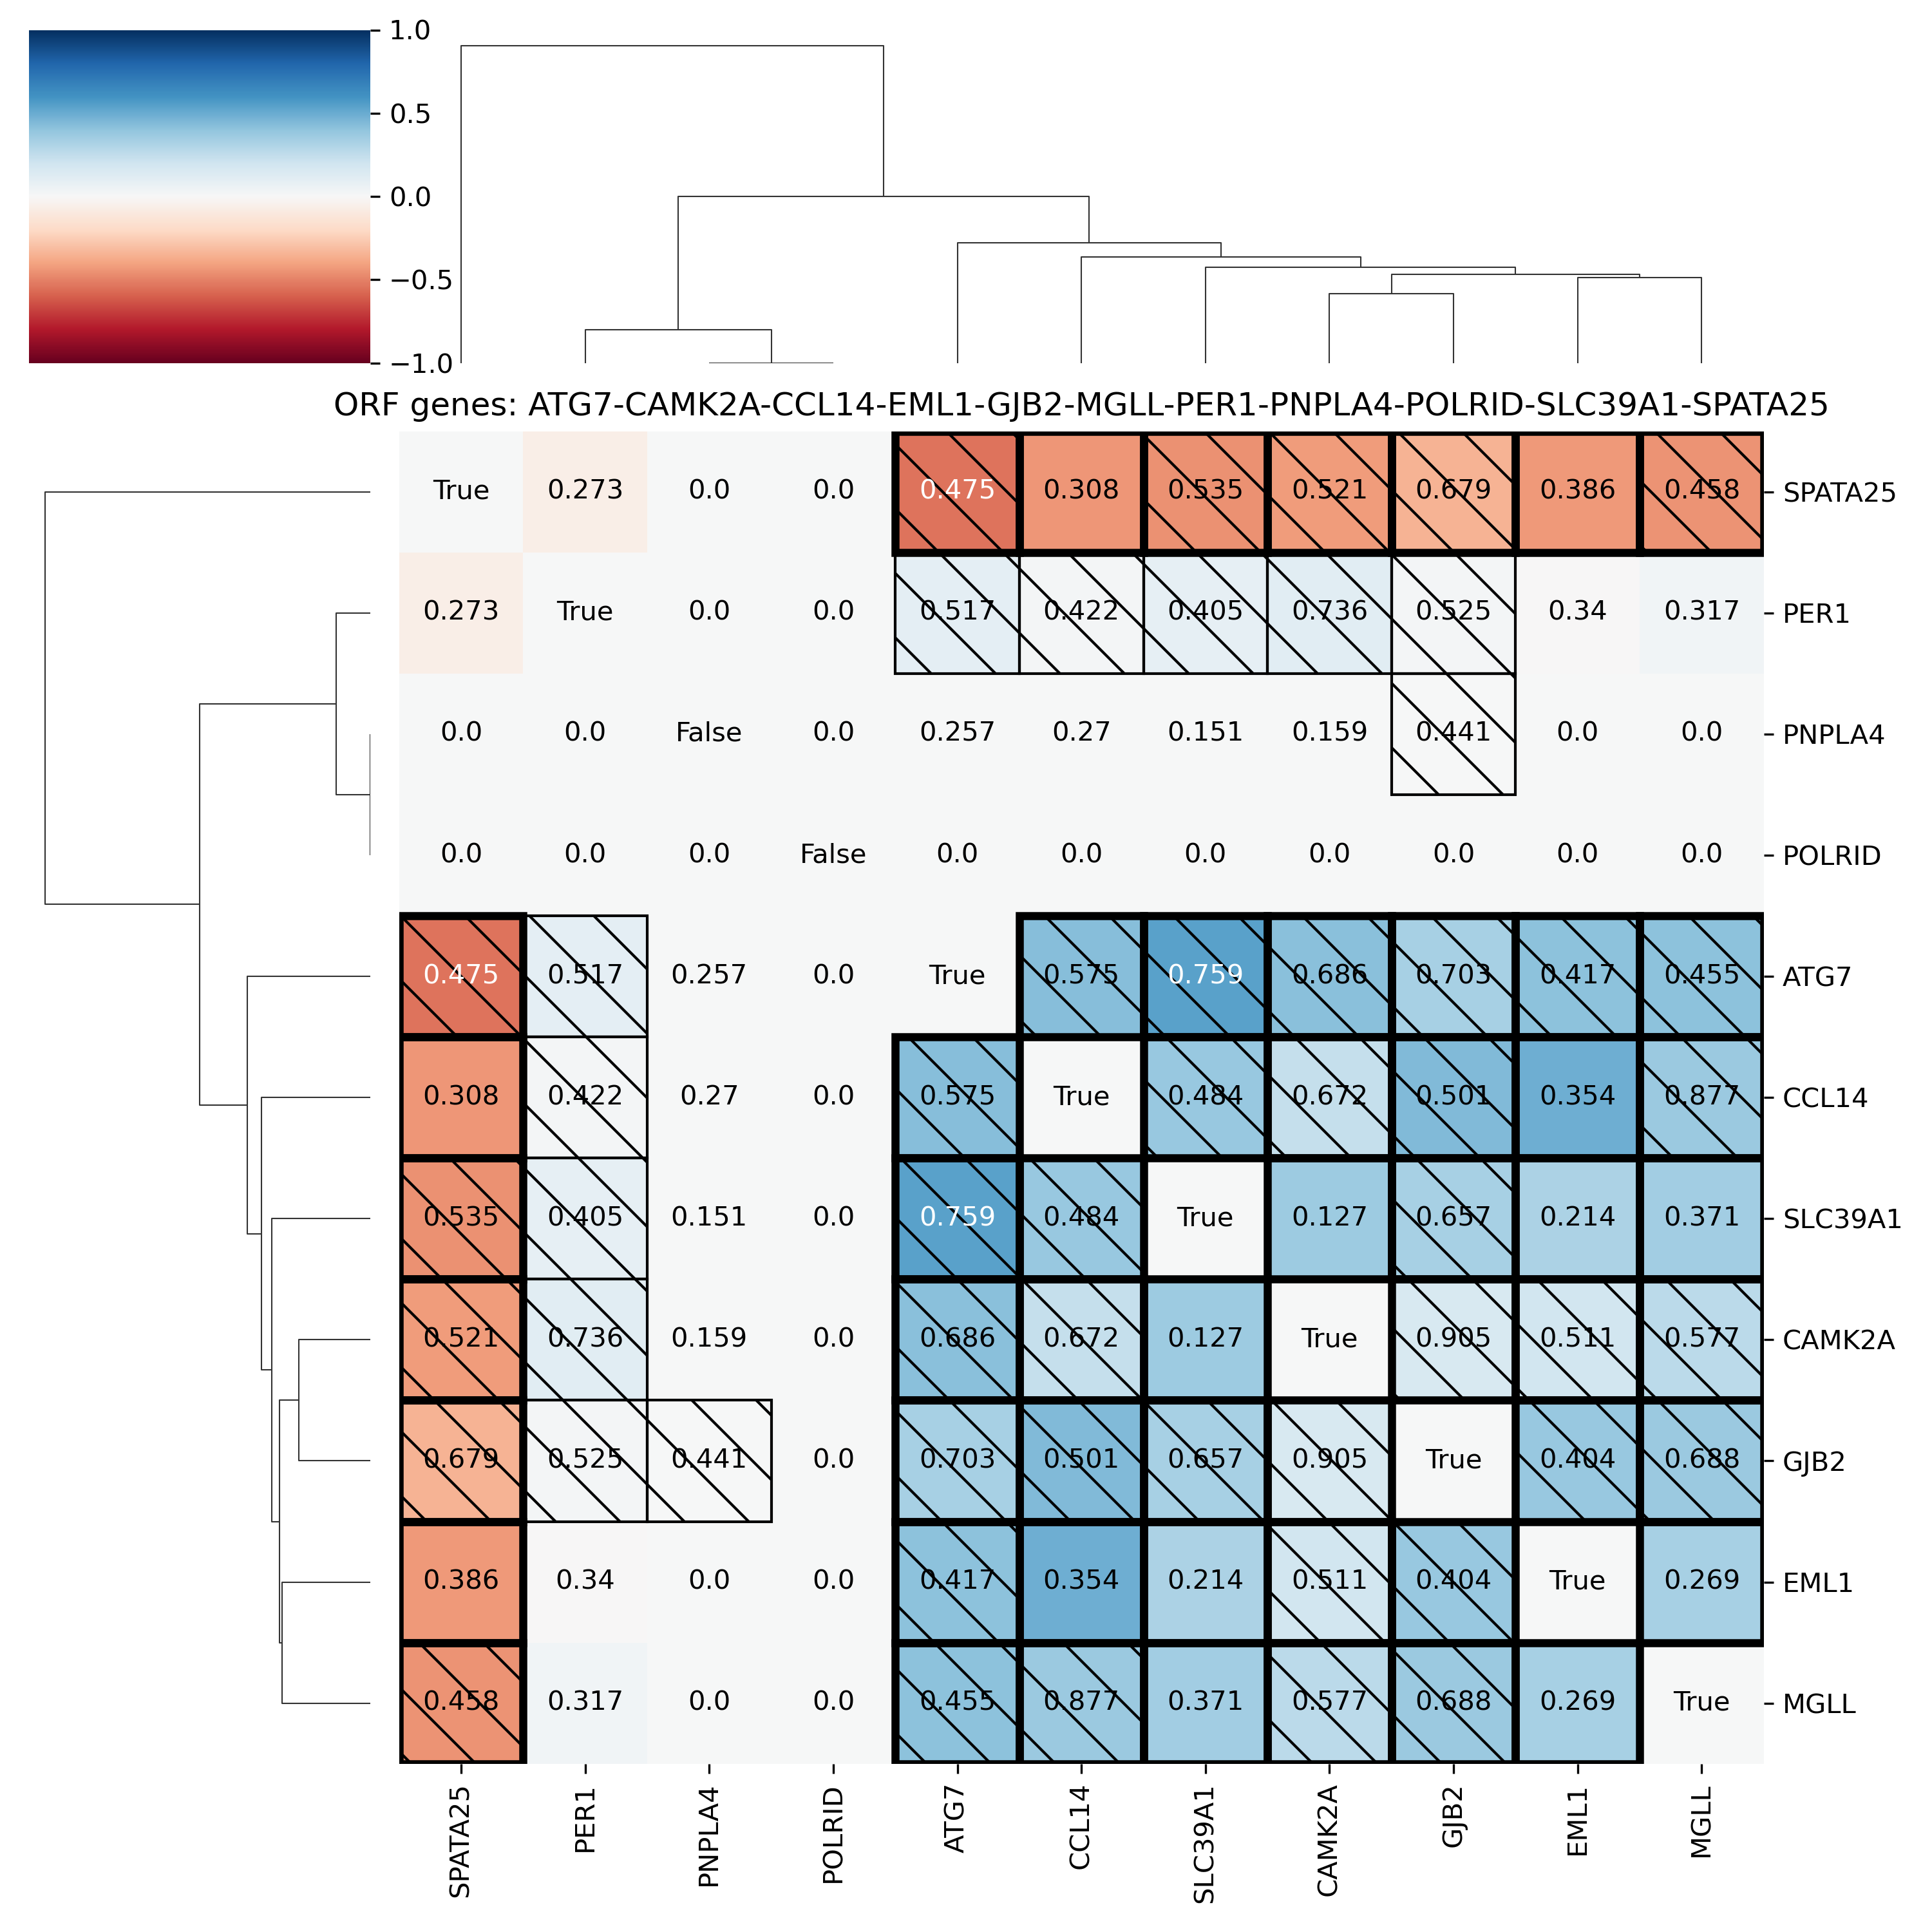 1.0
0.5
0.0
−0.5
−1.0
ORF genes: ATG7-CAMK2A-CCL14-EML1-GJB2-MGLL-PER1-PNPLA4-POLRID-SLC39A1-SPATA25
True 0.273 0.0 0.0 0.475 0.308 0.535 0.521 0.679 0.386 0.458 SPATA25
0.273 True 0.0 0.0 0.517 0.422 0.405 0.736 0.525 0.34 0.317 PER1
0.0 0.0 False 0.0 0.257 0.27 0.151 0.159 0.441 0.0 0.0 PNPLA4
0.0 0.0 0.0 False 0.0 0.0 0.0 0.0 0.0 0.0 0.0 POLRID
0.475 0.517 0.257 0.0 True 0.575 0.759 0.686 0.703 0.417 0.455 ATG7
0.308 0.422 0.27 0.0 0.575 True 0.484 0.672 0.501 0.354 0.877 CCL14
0.535 0.405 0.151 0.0 0.759 0.484 True 0.127 0.657 0.214 0.371 SLC39A1
0.521 0.736 0.159 0.0 0.686 0.672 0.127 True 0.905 0.511 0.577 CAMK2A
0.679 0.525 0.441 0.0 0.703 0.501 0.657 0.905 True 0.404 0.688 GJB2
0.386 0.34 0.0 0.0 0.417 0.354 0.214 0.511 0.404 True 0.269 EML1
0.458 0.317 0.0 0.0 0.455 0.877 0.371 0.577 0.688 0.269 True MGLL
SPATA25 PER1 PNPLA4 POLRID ATG7 CCL14 SLC39A1 CAMK2A GJB2 EML1 MGLL